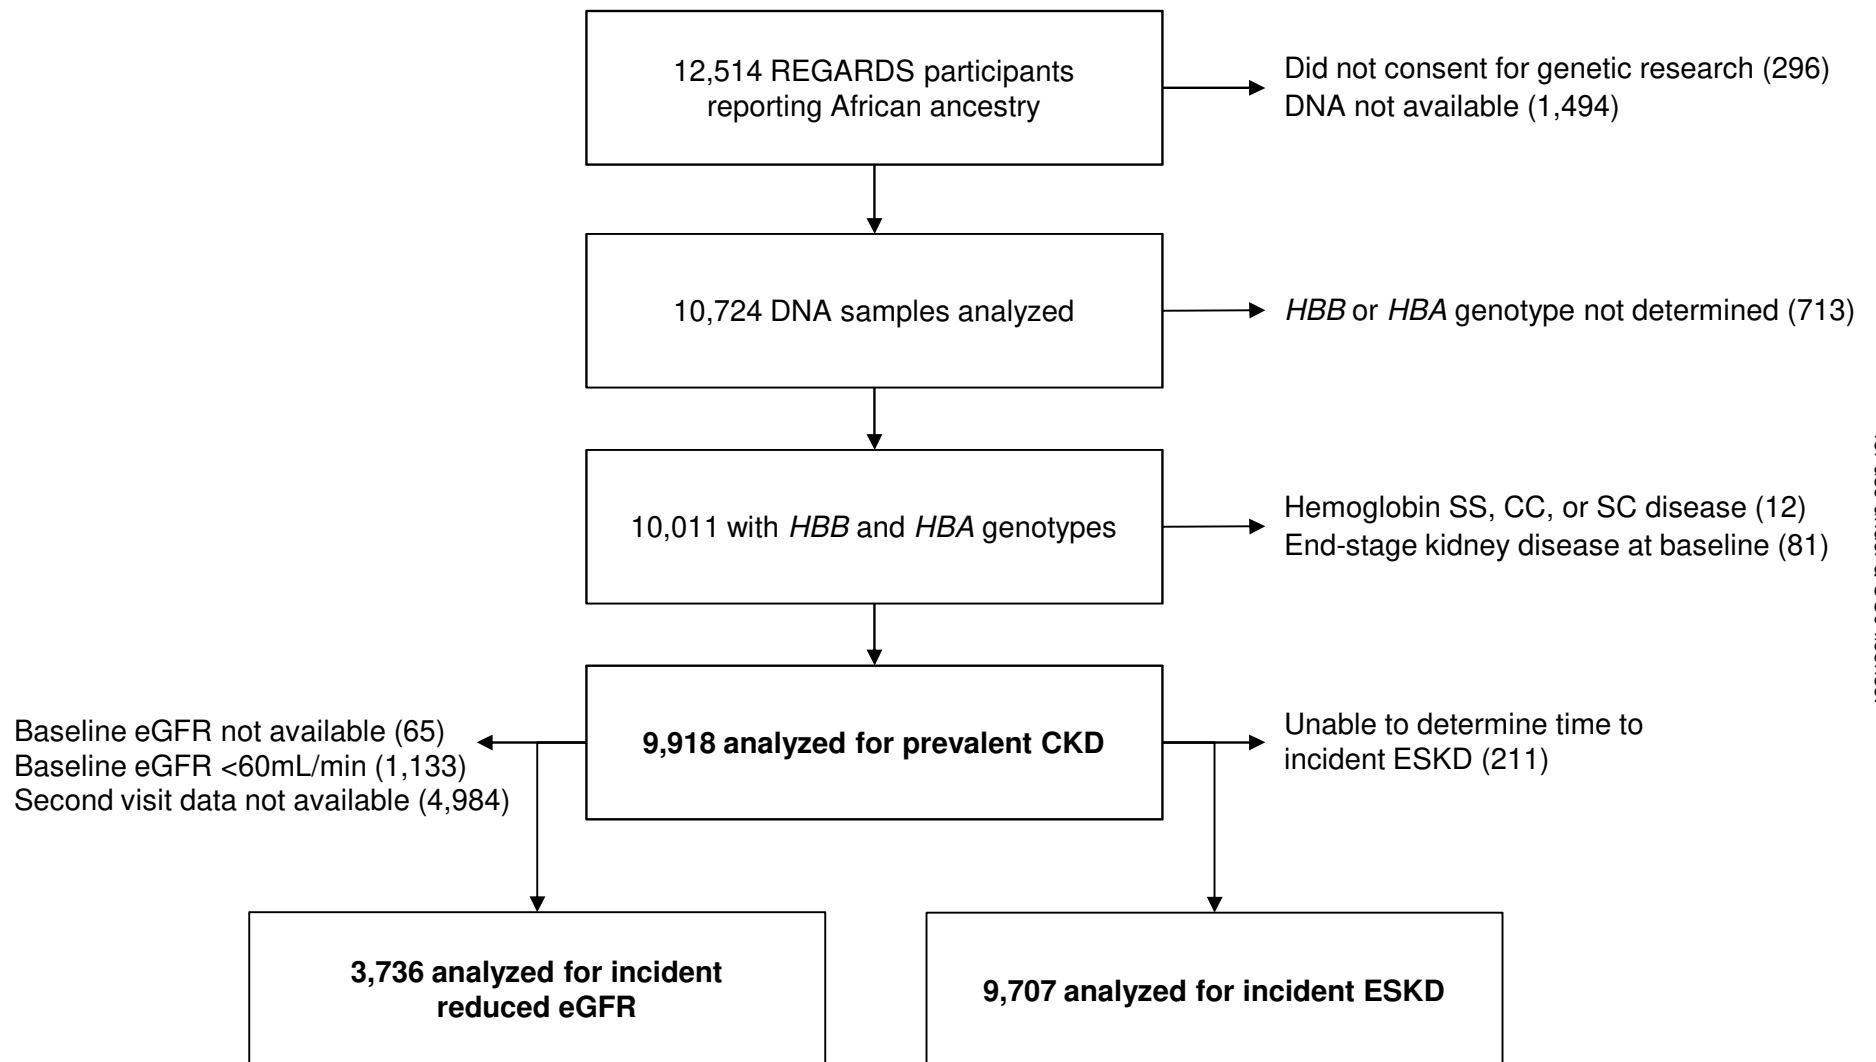 12,514 REGARDS participants
reporting African ancestry
Did not consent for genetic research (296)
DNA not available (1,494)
10,724 DNA samples analyzed
HBB or HBA genotype not determined (713)
10,011 with HBB and HBA genotypes
Hemoglobin SS, CC, or SC disease (12)
End-stage kidney disease at baseline (81)
Baseline eGFR not available (65)
Baseline eGFR <60mL/min (1,133)
Second visit data not available (4,984)
9,918 analyzed for prevalent CKD
Unable to determine time to
incident ESKD (211)
3,736 analyzed for incident
reduced eGFR
9,707 analyzed for incident ESKD